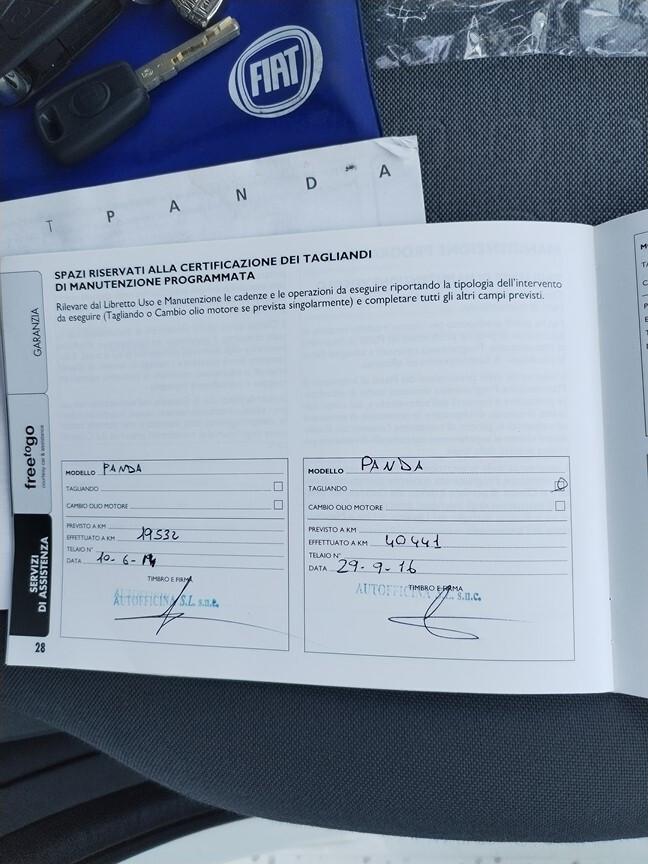 FIAT
T P A N D A
SPAZI RISERVATI ALLA CERTIFICAZIONE DEI TAGLIANDI
DI MANUTENZIONE PROGRAMMATA
Rilevare dal Libretto Uso e Manutenzione le cadenze e le operazioni da eseguire riportando la tipologia dell'intervento
da eseguire (Tagliando o Cambio olio motore se prevista singolarmente) e completare tutti gli altri campi previsti.
GARANZIA
freetogo
courtesy car & assistance
SERVIZI
DI ASSISTENZA
MODELLO PANDA
TAGLIANDO
CAMBIO OLIO MOTORE
PREVISTO A KM
EFFETTUATO A KM 19532
TELAIO N°
DATA 10-6-14
TIMBRO E FIRMA
AUTOFFICINA S.L. s.n.c.
MODELLO PANDA
TAGLIANDO
CAMBIO OLIO MOTORE
PREVISTO A KM
EFFETTUATO A KM 40441
TELAIO N°
DATA 29-9-16
TIMBRO E FIRMA
AUTOFFICINA S.L. s.n.c.
28